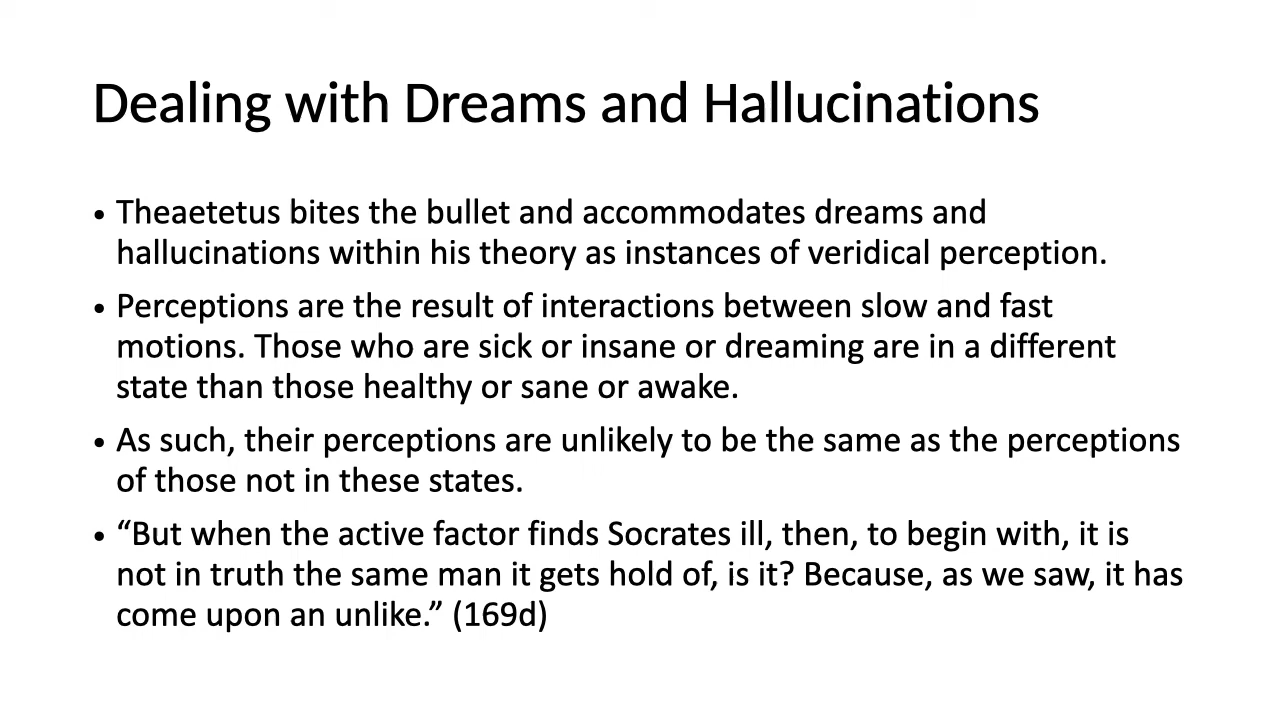 Dealing with Dreams and Hallucinations
• Theaetetus bites the bullet and accommodates dreams and
hallucinations within his theory as instances of veridical perception.
• Perceptions are the result of interactions between slow and fast
motions. Those who are sick or insane or dreaming are in a different
state than those healthy or sane or awake.
• As such, their perceptions are unlikely to be the same as the perceptions
of those not in these states.
• “But when the active factor finds Socrates ill, then, to begin with, it is
not in truth the same man it gets hold of, is it? Because, as we saw, it has
come upon an unlike.” (169d)